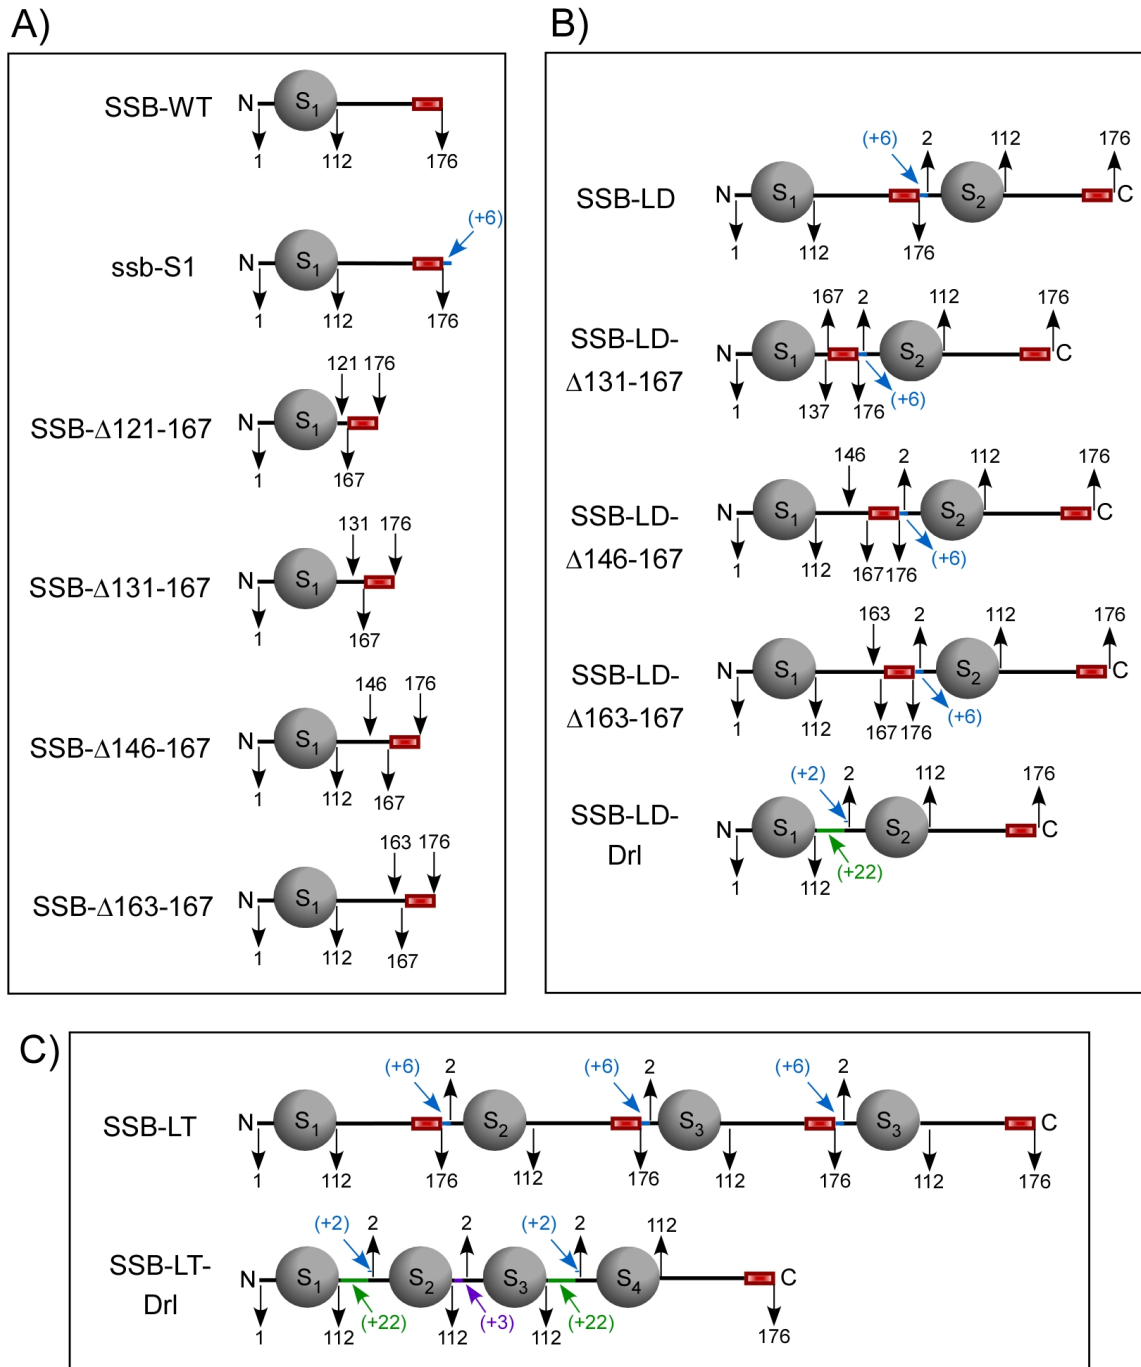 A)
SSB-WT N S1
1 112 176
(+6)
ssb-S1 N S1
1 112 176
121 176
SSB-Δ121-167 N S1
1 167
131 176
SSB-Δ131-167 N S1
1 167
146 176
SSB-Δ146-167 N S1
1 112 167
163 176
SSB-Δ163-167 N S1
1 112 167
B)
(+6) 2 112 176
SSB-LD N S1 S2 C
1 112 176
167 2 112 176
SSB-LD-
Δ131-167
N S1 S2 C
1 137 176 (+6)
146 2 112 176
SSB-LD-
Δ146-167
N S1 S2 C
1 112 167 176 (+6)
163 2 112 176
SSB-LD-
Δ163-167
N S1 S2 C
1 112 167 176 (+6)
(+2) 2 112 176
SSB-LD-
Drl
N S1 S2 C
1 112 (+22)
C)
(+6) 2 (+6) 2 (+6) 2
SSB-LT N S1 S2 S3 S3 C
1 112 176 112 176 112 176 112 176
(+2) 2 2 (+2) 2 112
SSB-LT-
Drl
N S1 S2 S3 S4 C
1 112 (+22) 112 (+3) 112 (+22) 176